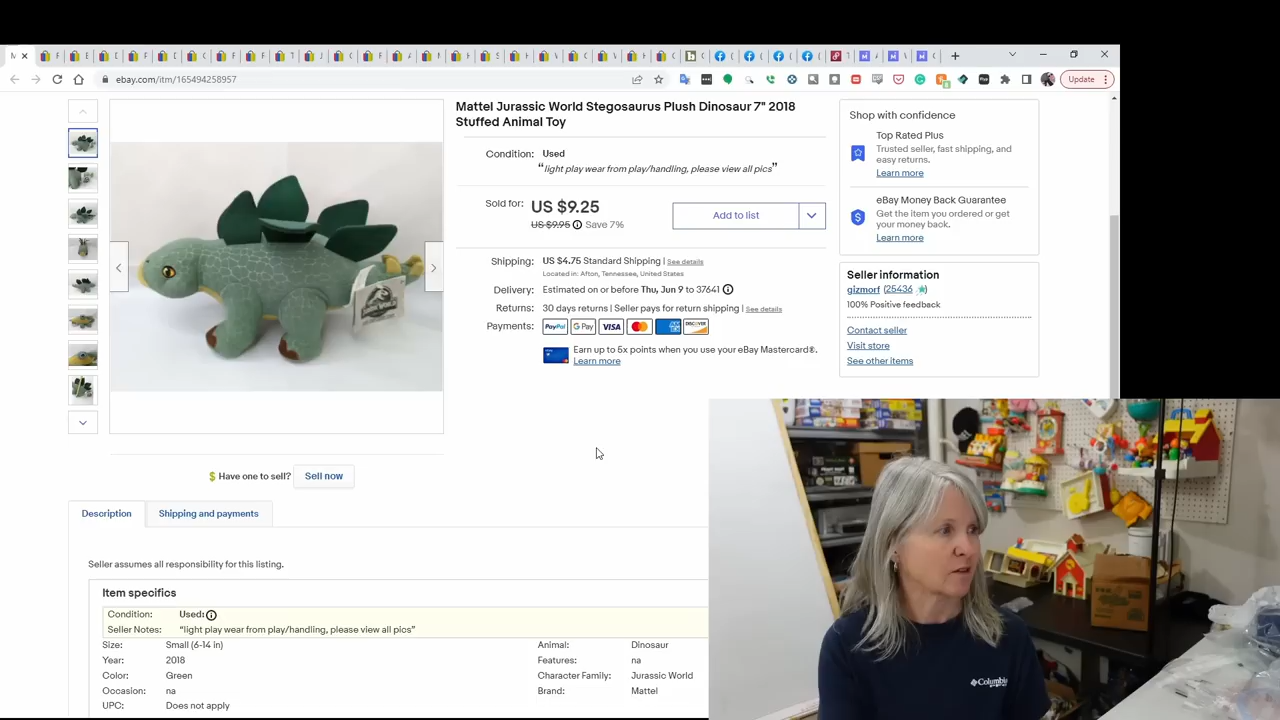 ebay.com/itm/165494258957
Update
Mattel Jurassic World Stegosaurus Plush Dinosaur 7" 2018
Stuffed Animal Toy
Condition: Used
“light play wear from play/handling, please view all pics”
Sold for: US $9.25
US $9.95 Save 7%
Add to list
Shipping: US $4.75 Standard Shipping | See details
Located in: Afton, Tennessee, United States
Delivery: Estimated on or before Thu, Jun 9 to 37641
Returns: 30 days returns | Seller pays for return shipping | See details
Payments: PayPal G Pay VISA DISCOVER
Earn up to 5x points when you use your eBay Mastercard®.
Learn more
Shop with confidence
Top Rated Plus
Trusted seller, fast shipping, and
easy returns.
Learn more
eBay Money Back Guarantee
Get the item you ordered or get
your money back.
Learn more
Seller information
gizmorf (25436)
100% Positive feedback
Contact seller
Visit store
See other items
Have one to sell? Sell now
Description Shipping and payments
Seller assumes all responsibility for this listing.
Item specifics
Condition: Used:
Seller Notes: “light play wear from play/handling, please view all pics”
Size: Small (6-14 in) Animal: Dinosaur
Year: 2018 Features: na
Color: Green Character Family: Jurassic World
Occasion: na Brand: Mattel
UPC: Does not apply
Columbia